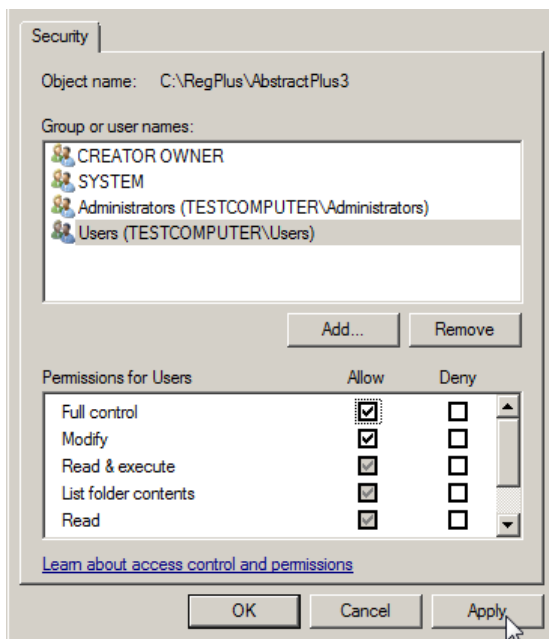 Security
Object name: C:\RegPlus\AbstractPlus3
Group or user names:
CREATOR OWNER
SYSTEM
Administrators (TESTCOMPUTER\Administrators)
Users (TESTCOMPUTER\Users)
Add... Remove
Permissions for Users Allow Deny
Full control
Modify
Read & execute
List folder contents
Read
Learn about access control and permissions
OK Cancel Apply